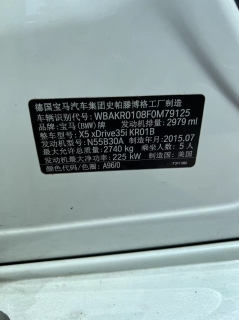 德国宝马汽车集团史帕滕博格工厂制造
车辆识别代号: WBAKR010BF0M79125
品牌: 宝马(BMW)牌
整车型号: X5 xDrive35i KR01B
发动机排量: 2979 ml
发动机型号: N55B30A 制造年月: 2015.07
最大总质量: 2740 kg 乘坐人数: 5 人
发动机最大净功率: 225 kW 制造国: 美国
颜色代码/色圈: A96/0